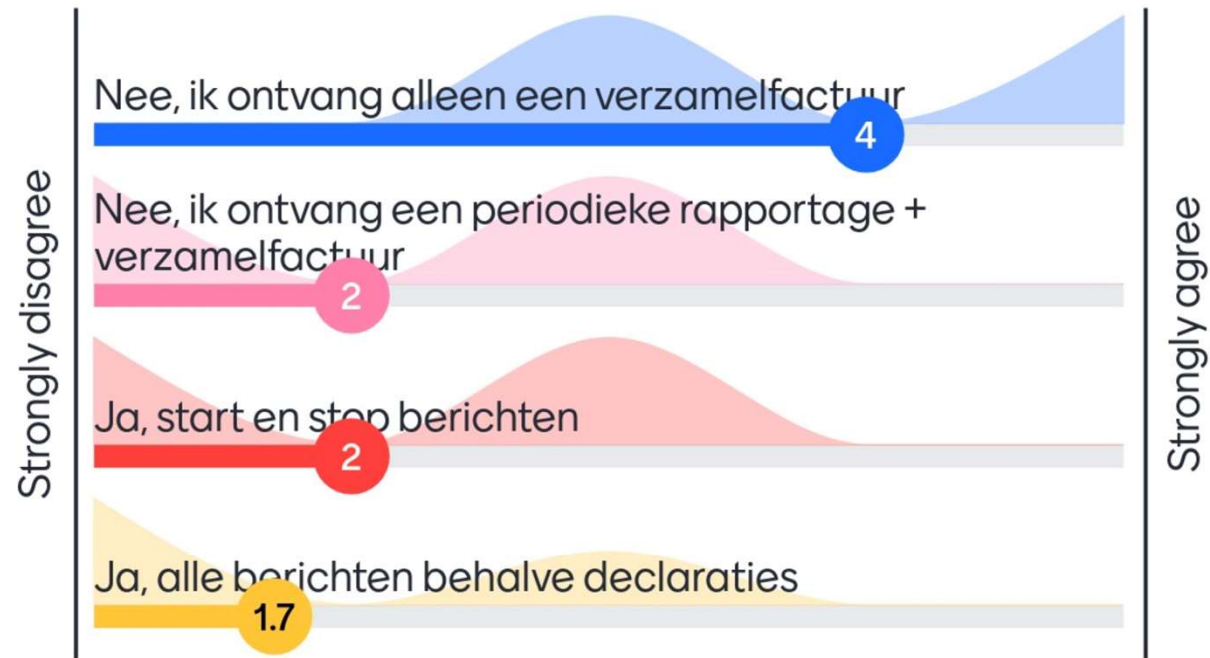 Strongly disagree
Nee, ik ontvang alleen een verzamelfactuur
4
Nee, ik ontvang een periodieke rapportage +
verzamelfactuur
2
Ja, start en stop berichten
2
Ja, alle berichten behalve declaraties
1.7
Strongly agree